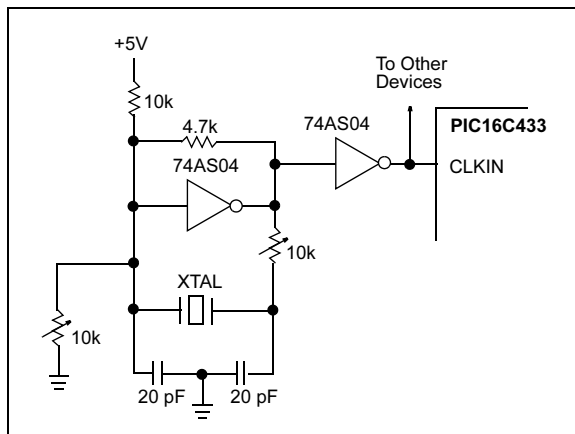 +5V
To Other
Devices
10k
4.7k
74AS04
PIC16C433
74AS04
CLKIN
10k
XTAL
10k
20 pF
20 pF